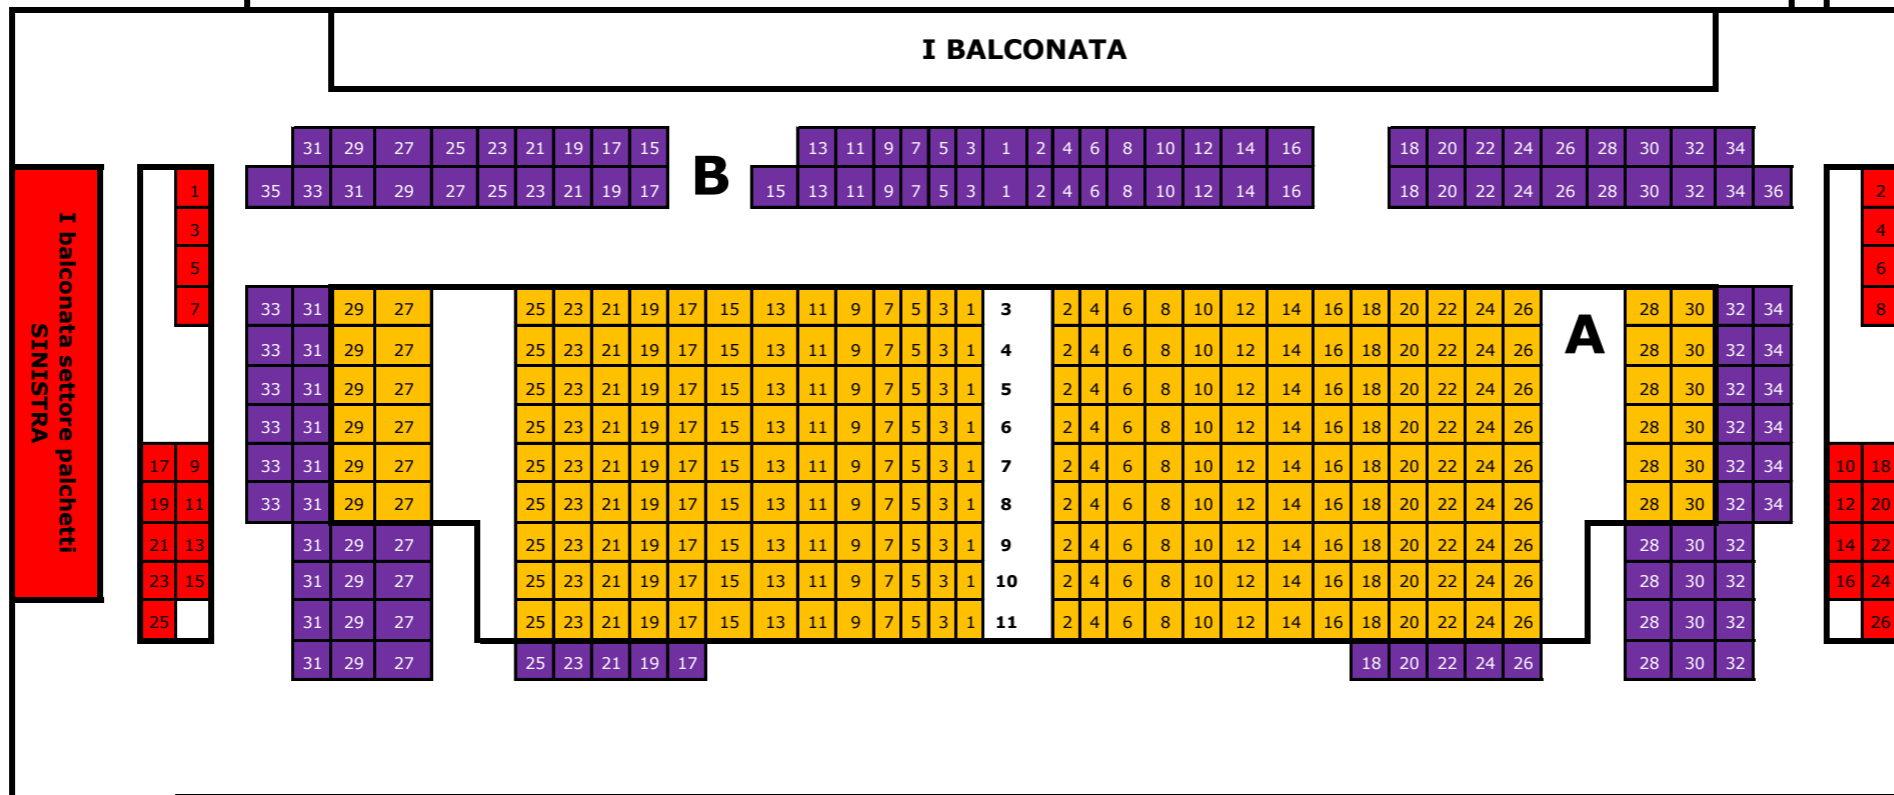 I BALCONATA
31 29 27 25 23 21 19 17 15 13 11 9 7 5 3 1 2 4 6 8 10 12 14 16 18 20 22 24 26 28 30 32 34
B
35 33 31 29 27 25 23 21 19 17 15 13 11 9 7 5 3 1 2 4 6 8 10 12 14 16 18 20 22 24 26 28 30 32 34 36
1 2
3 4
5 6
7 33 31 29 27 25 23 21 19 17 15 13 11 9 7 5 3 1 3 2 4 6 8 10 12 14 16 18 20 22 24 26 28 30 32 34 8
A
33 31 29 27 25 23 21 19 17 15 13 11 9 7 5 3 1 4 2 4 6 8 10 12 14 16 18 20 22 24 26 28 30 32 34
33 31 29 27 25 23 21 19 17 15 13 11 9 7 5 3 1 5 2 4 6 8 10 12 14 16 18 20 22 24 26 28 30 32 34
33 31 29 27 25 23 21 19 17 15 13 11 9 7 5 3 1 6 2 4 6 8 10 12 14 16 18 20 22 24 26 28 30 32 34
17 9 33 31 29 27 25 23 21 19 17 15 13 11 9 7 5 3 1 7 2 4 6 8 10 12 14 16 18 20 22 24 26 28 30 32 34 10 18
19 11 33 31 29 27 25 23 21 19 17 15 13 11 9 7 5 3 1 8 2 4 6 8 10 12 14 16 18 20 22 24 26 28 30 32 34 12 20
21 13 31 29 27 25 23 21 19 17 15 13 11 9 7 5 3 1 9 2 4 6 8 10 12 14 16 18 20 22 24 26 28 30 32 14 22
23 15 31 29 27 25 23 21 19 17 15 13 11 9 7 5 3 1 10 2 4 6 8 10 12 14 16 18 20 22 24 26 28 30 32 16 24
25 31 29 27 25 23 21 19 17 15 13 11 9 7 5 3 1 11 2 4 6 8 10 12 14 16 18 20 22 24 26 28 30 32 26
31 29 27 25 23 21 19 17 18 20 22 24 26 28 30 32
I balconata settore palchetti
SINISTRA